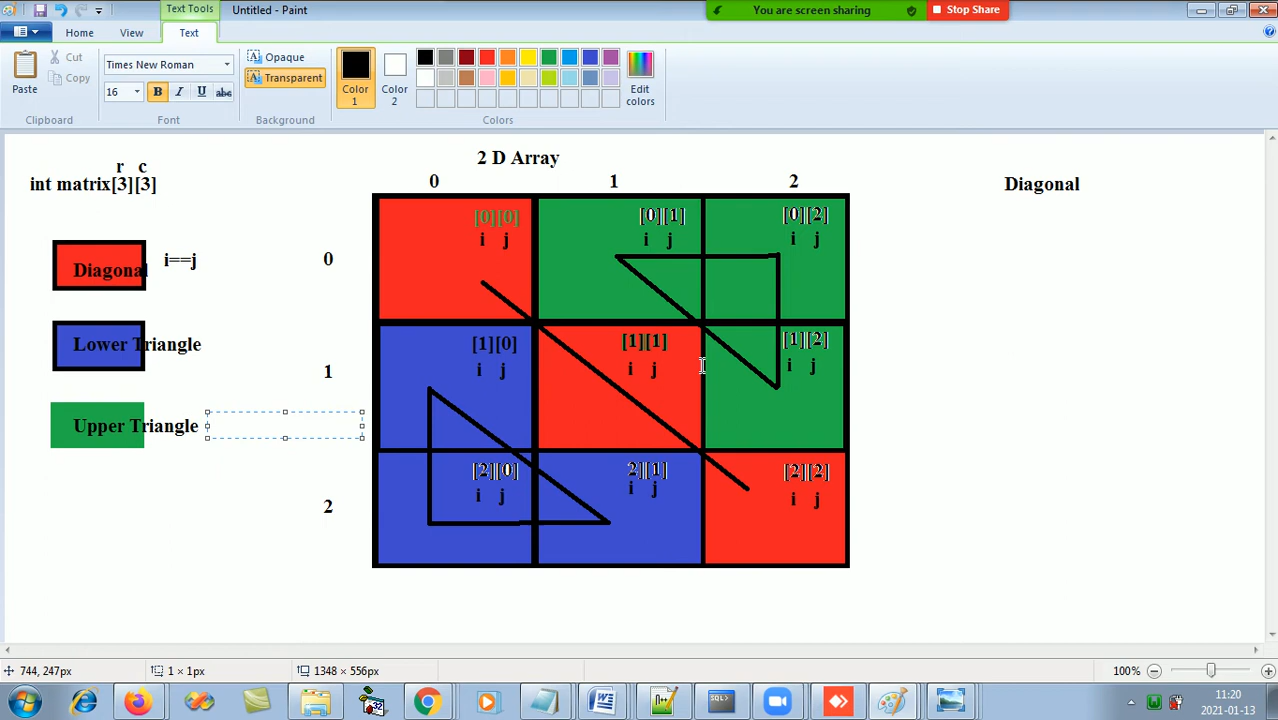 Text Tools
Untitled - Paint
You are screen sharing
Stop Share
Home
View
Text
Paste
Cut
Copy
Clipboard
Times New Roman
16
B I U abc
Font
Opaque
Transparent
Background
Color 1
Color 2
Edit colors
Colors
2 D Array
r c
int matrix[3][3]
Diagonal
0 1 2
Diagonal
i==j
Lower Triangle
Upper Triangle
0
[0][0]
i j
[0][1]
i j
[0][2]
i j
1
[1][0]
i j
[1][1]
i j
[1][2]
i j
2
[2][0]
i j
2][1]
i j
[2][2]
i j
744, 247px
1 × 1px
1348 × 556px
100%
SQL>
11:20
2021-01-13